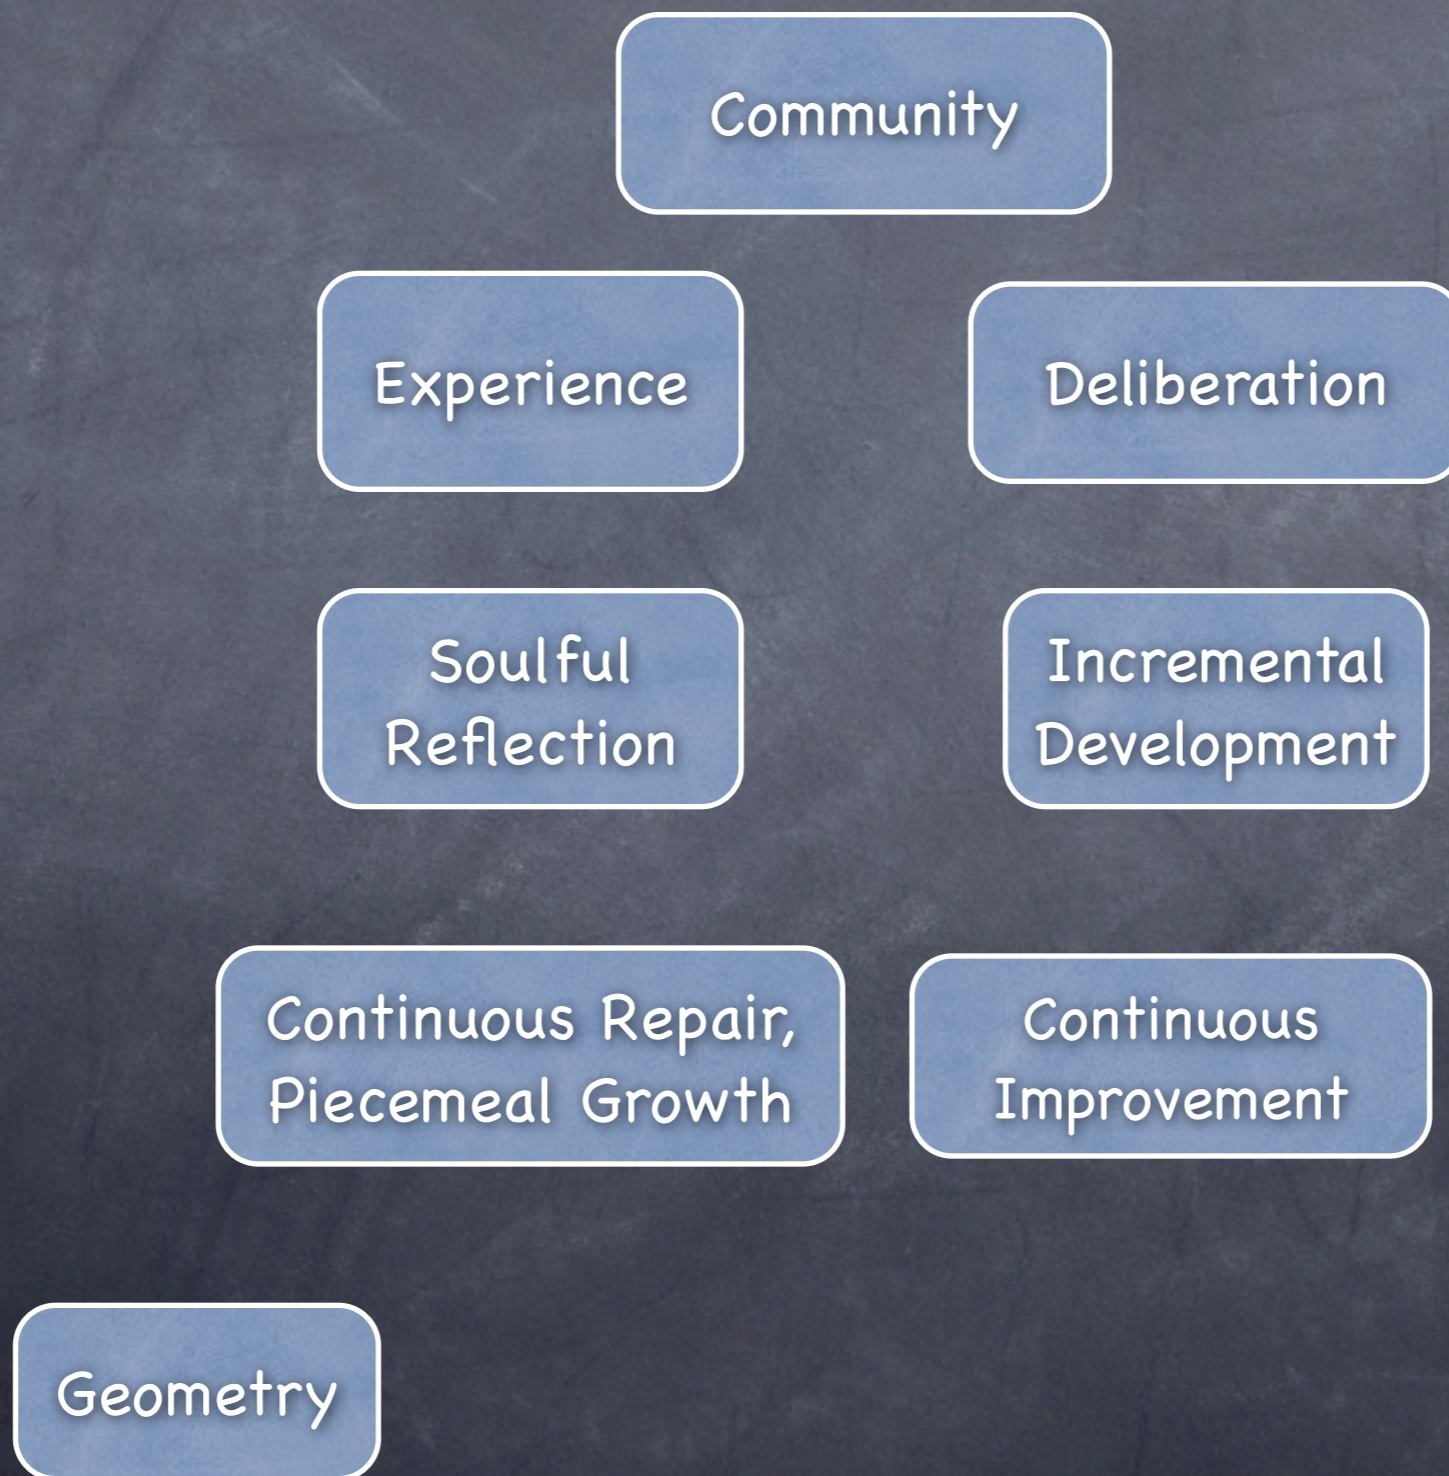 Community
Experience
Deliberation
Soulful
Reflection
Incremental
Development
Continuous Repair,
Piecemeal Growth
Continuous
Improvement
Geometry